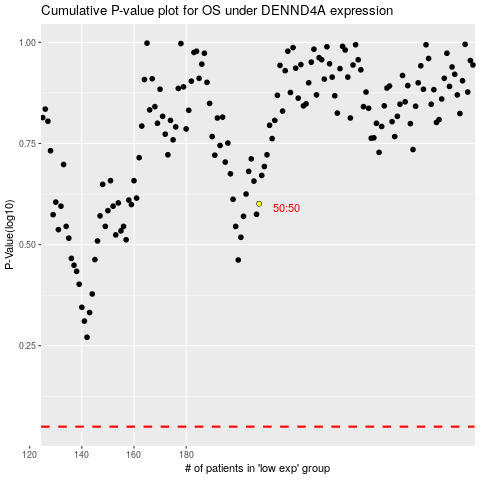 Cumulative P-value plot for OS under DENND4A expression
P-Value(log10)
1.00
0.75
0.50
0.25
50:50
120 140 160 180
# of patients in 'low exp' group